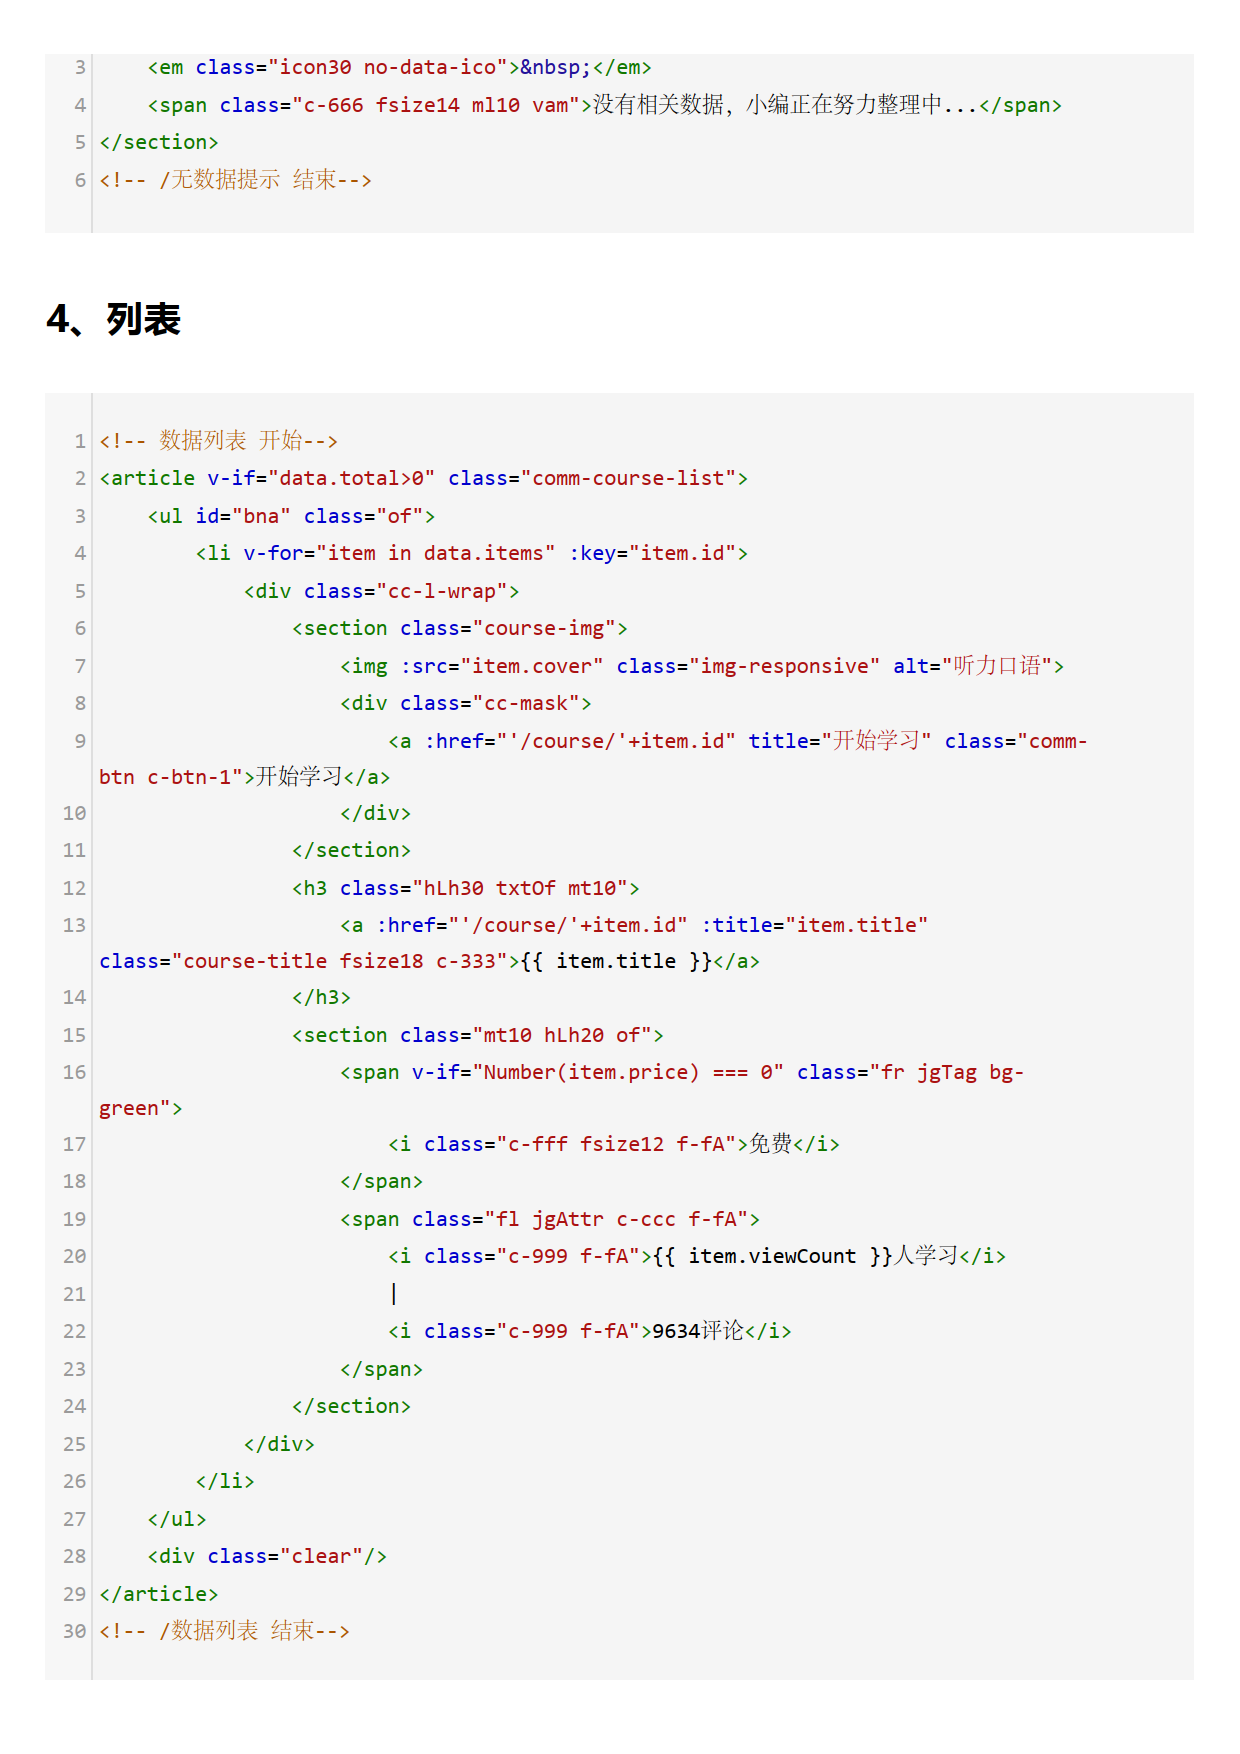 3     <em class="icon30 no-data-ico">&nbsp;</em>
4     <span class="c-666 fsize14 ml10 vam">没有相关数据，小编正在努力整理中...</span>
5 </section>
6 <!-- /无数据提示 结束-->
4、列表
1 <!-- 数据列表 开始-->
2 <article v-if="data.total>0" class="comm-course-list">
3     <ul id="bna" class="of">
4         <li v-for="item in data.items" :key="item.id">
5             <div class="cc-l-wrap">
6                 <section class="course-img">
7                     <img :src="item.cover" class="img-responsive" alt="听力口语">
8                     <div class="cc-mask">
9                         <a :href="'/course/'+item.id" title="开始学习" class="comm-
btn c-btn-1">开始学习</a>
10                     </div>
11                 </section>
12                 <h3 class="hLh30 txtOf mt10">
13                     <a :href="'/course/'+item.id" :title="item.title"
class="course-title fsize18 c-333">{{ item.title }}</a>
14                 </h3>
15                 <section class="mt10 hLh20 of">
16                     <span v-if="Number(item.price) === 0" class="fr jgTag bg-
green">
17                         <i class="c-fff fsize12 f-fA">免费</i>
18                     </span>
19                     <span class="fl jgAttr c-ccc f-fA">
20                         <i class="c-999 f-fA">{{ item.viewCount }}人学习</i>
21                         |
22                         <i class="c-999 f-fA">9634评论</i>
23                     </span>
24                 </section>
25             </div>
26         </li>
27     </ul>
28     <div class="clear"/>
29 </article>
30 <!-- /数据列表 结束-->